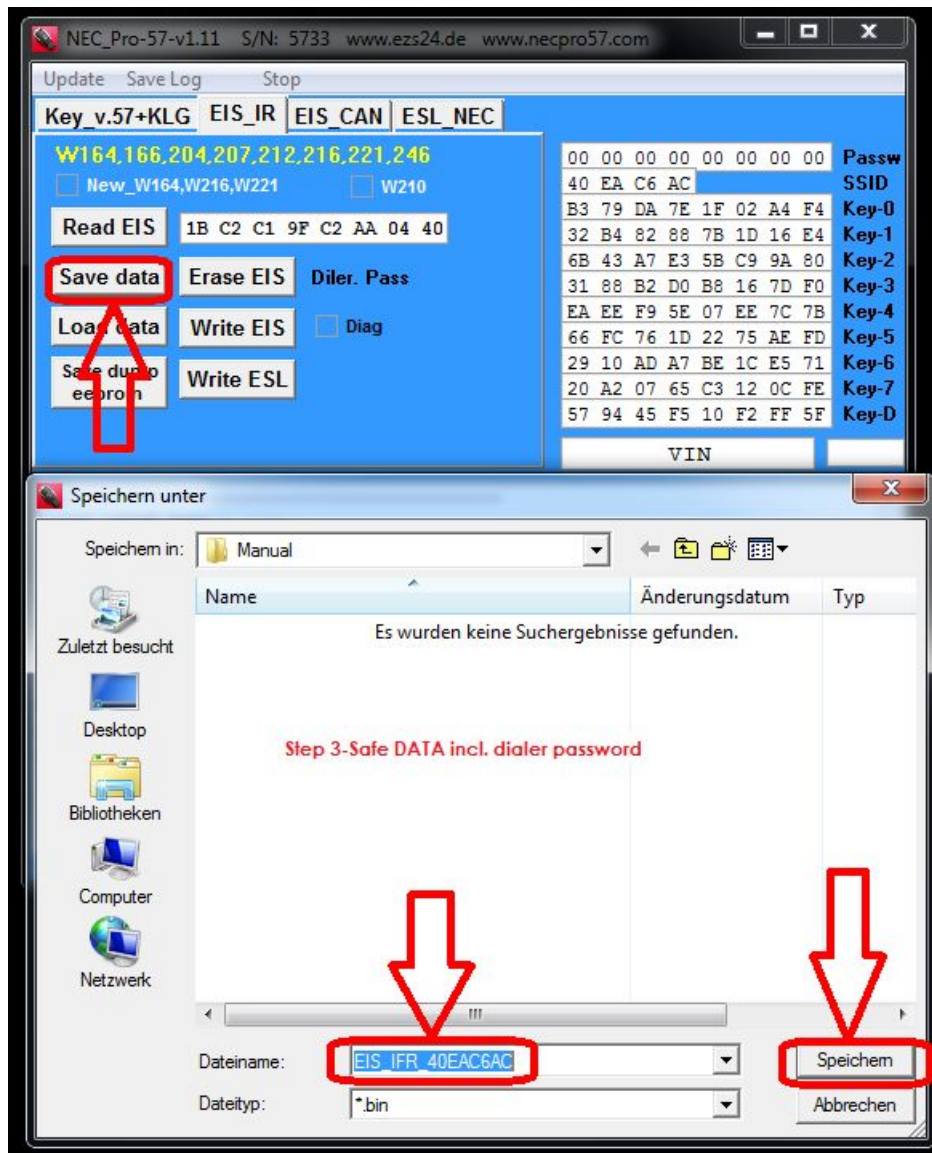 NEC_Pro-57-v1.11 S/N: 5733 www.ezs24.de www.necpro57.com
Update Save Log Stop
Key_v.57+KLG EIS_IR EIS_CAN ESL_NEC
W164,166,204,207,212,216,221,246
New_W164,W216,W221 W210
Read EIS 1B C2 C1 9F C2 AA 04 40
Save data Erase EIS Diler. Pass
Load data Write EIS Diag
Save dump
eeprom
Write ESL
00 00 00 00 00 00 00 00 Passw
40 EA C6 AC SSID
B3 79 DA 7E 1F 02 A4 F4 Key-0
32 B4 82 88 7B 1D 16 E4 Key-1
6B 43 A7 E3 5B C9 9A 80 Key-2
31 88 B2 D0 B8 16 7D F0 Key-3
EA EE F9 5E 07 EE 7C 7B Key-4
66 FC 76 1D 22 75 AE FD Key-5
29 10 AD A7 BE 1C E5 71 Key-6
20 A2 07 65 C3 12 0C FE Key-7
57 94 45 F5 10 F2 FF 5F Key-D
VIN
Speichern unter
Speichern in: Manual
Name Änderungsdatum Typ
Es wurden keine Suchergebnisse gefunden.
Zuletzt besucht
Desktop
Step 3-Safe DATA incl. dialer password
Bibliotheken
Computer
Netzwerk
Dateiname: EIS_IFR_40EAC6AC Speichern
Dateityp: *.bin Abbrechen